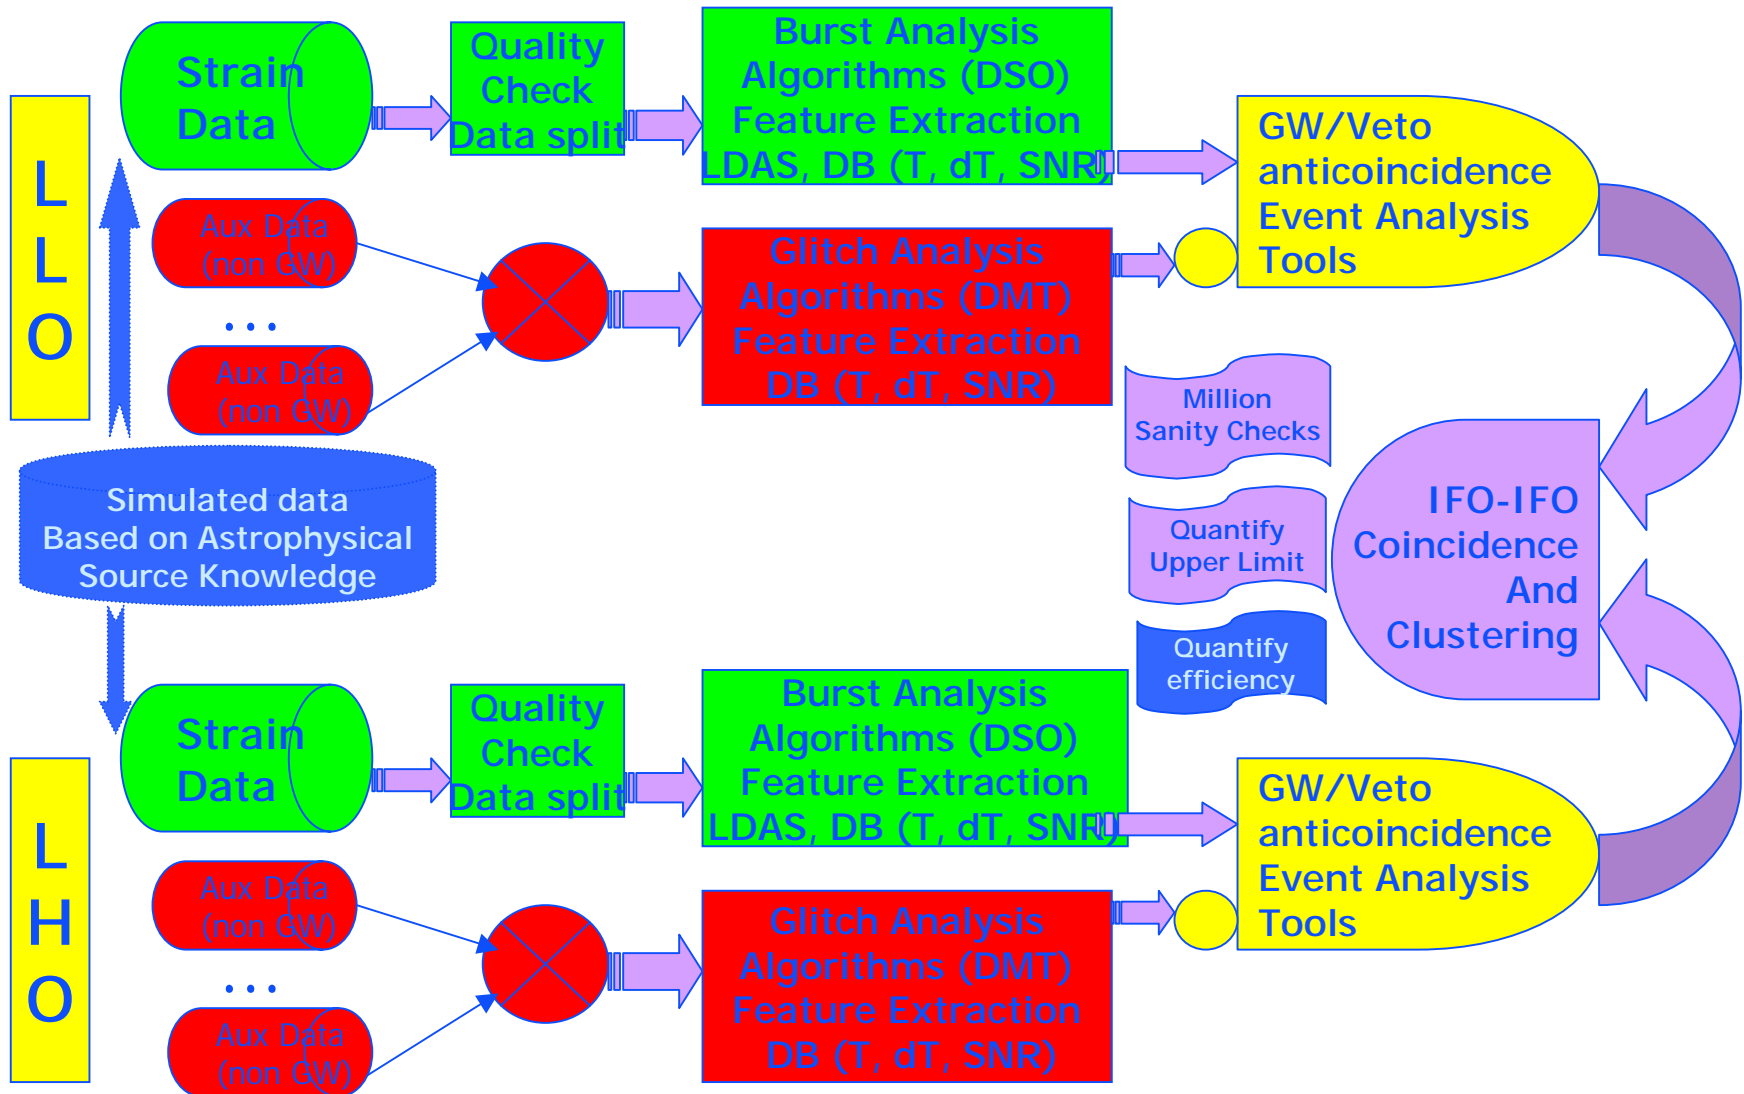 L
L
O
Strain
Data
Quality
Check
Data split
Burst Analysis
Algorithms (DSO)
Feature Extraction
LDAS, DB (T, dT, SNR)
GW/Veto
anticoincidence
Event Analysis
Tools
Aux Data
(non GW)
...
Aux Data
(non GW)
Glitch Analysis
Algorithms (DMT)
Feature Extraction
DB (T, dT, SNR)
Million
Sanity Checks
Quantify
Upper Limit
Quantify
efficiency
IFO-IFO
Coincidence
And
Clustering
Simulated data
Based on Astrophysical
Source Knowledge
L
H
O
Strain
Data
Quality
Check
Data split
Burst Analysis
Algorithms (DSO)
Feature Extraction
LDAS, DB (T, dT, SNR)
GW/Veto
anticoincidence
Event Analysis
Tools
Aux Data
(non GW)
...
Aux Data
(non GW)
Glitch Analysis
Algorithms (DMT)
Feature Extraction
DB (T, dT, SNR)